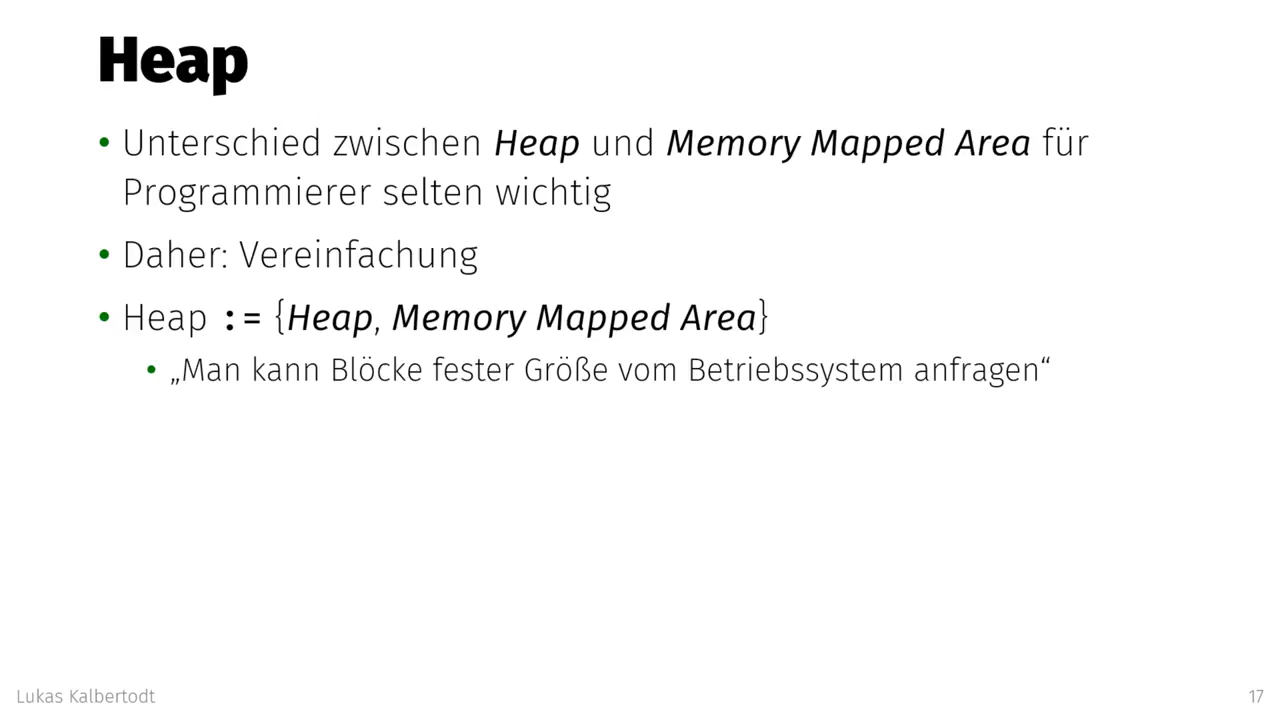 Heap
• Unterschied zwischen Heap und Memory Mapped Area für
Programmierer selten wichtig
• Daher: Vereinfachung
• Heap := {Heap, Memory Mapped Area}
• „Man kann Blöcke fester Größe vom Betriebssystem anfragen“
Lukas Kalbertodt
17